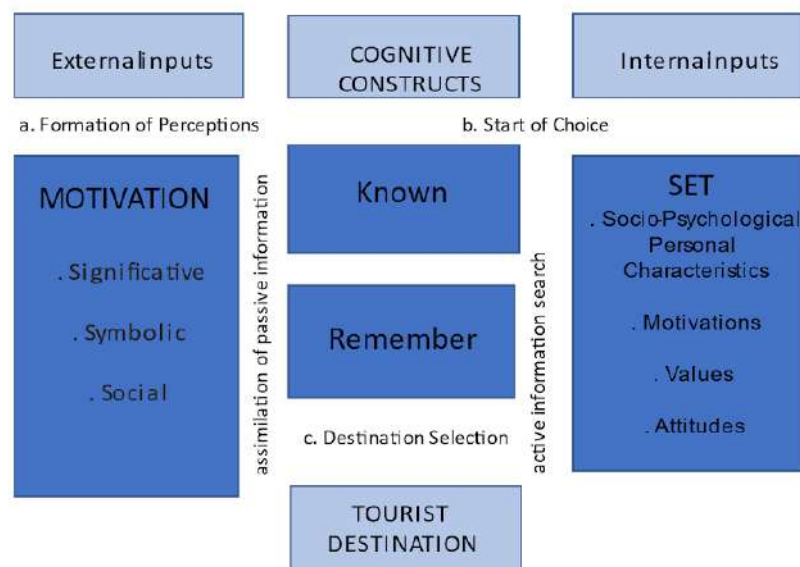 Externalinputs
COGNITIVE
CONSTRUCTS
Internalnputs
a. Formation of Perceptions
b. Start of Choice
MOTIVATION
. Significative
. Symbolic
. Social
assimilation of passive information
Known
Remember
c. Destination Selection
active information search
SET
. Socio-Psychological
Personal
Characteristics
. Motivations
. Values
. Attitudes
TOURIST
DESTINATION